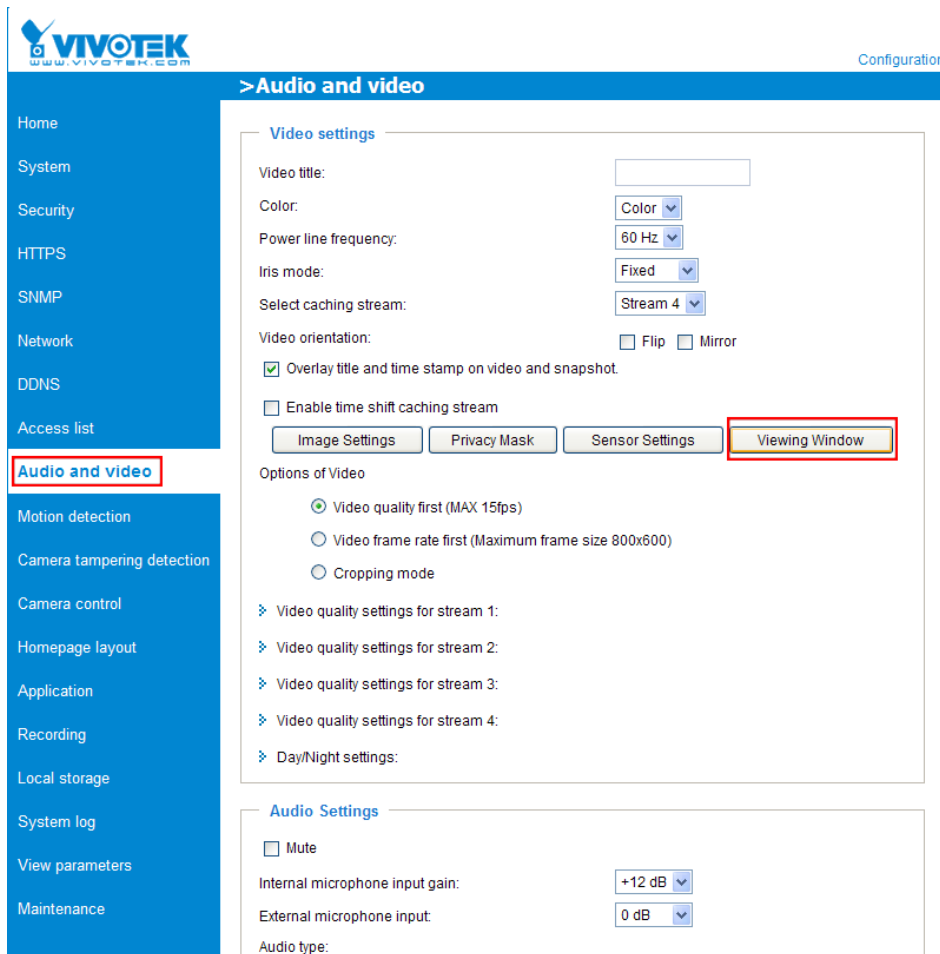 VIVOTEK
www.vivotek.com
Configuration
>Audio and video
Home
System
Security
HTTPS
SNMP
Network
DDNS
Access list
Audio and video
Motion detection
Camera tampering detection
Camera control
Homepage layout
Application
Recording
Local storage
System log
View parameters
Maintenance
Video settings
Video title:
Color: Color
Power line frequency: 60 Hz
Iris mode: Fixed
Select caching stream: Stream 4
Video orientation: Flip Mirror
Overlay title and time stamp on video and snapshot.
Enable time shift caching stream
Image Settings Privacy Mask Sensor Settings Viewing Window
Options of Video
Video quality first (MAX 15fps)
Video frame rate first (Maximum frame size 800x600)
Cropping mode
Video quality settings for stream 1:
Video quality settings for stream 2:
Video quality settings for stream 3:
Video quality settings for stream 4:
Day/Night settings:
Audio Settings
Mute
Internal microphone input gain: +12 dB
External microphone input: 0 dB
Audio type: